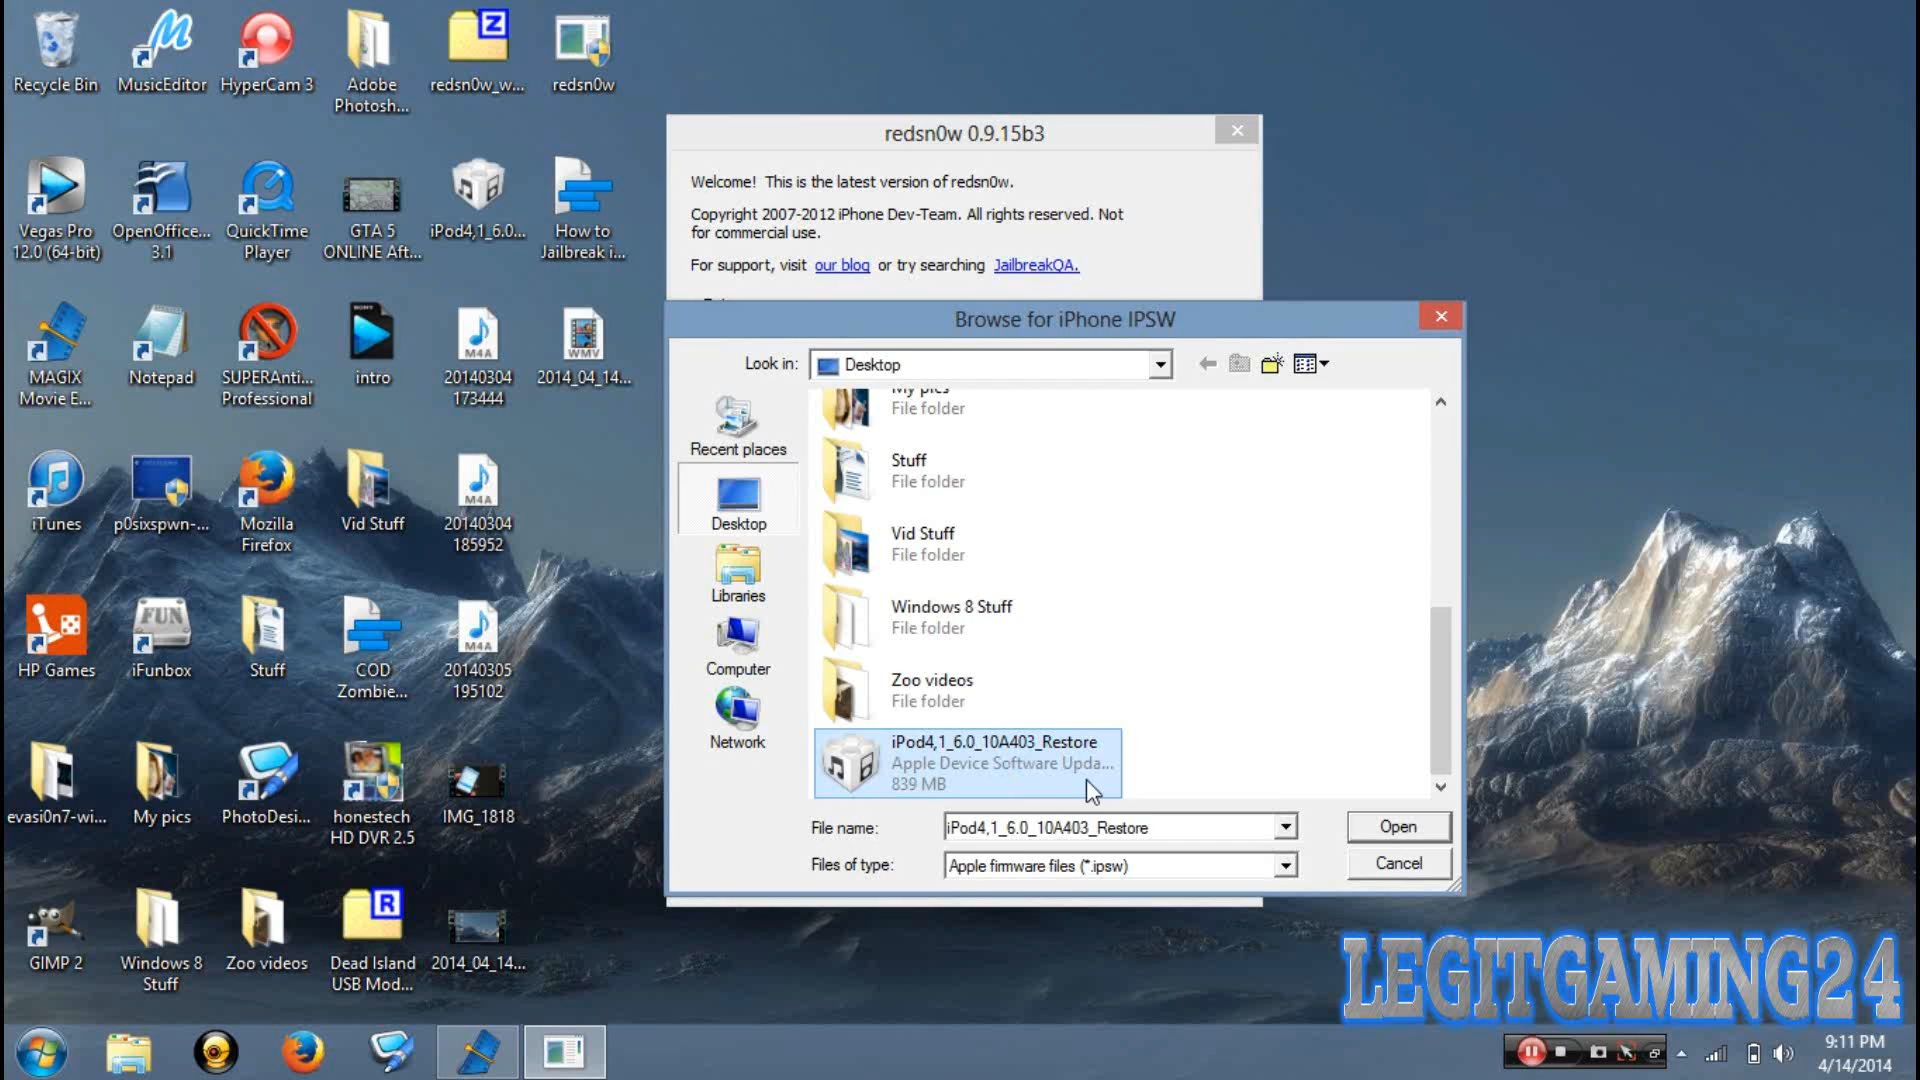 Recycle Bin
MusicEditor
HyperCam 3
Adobe
Photosh...
redsn0w_w...
redsn0w
Vegas Pro
12.0 (64-bit)
OpenOffice...
3.1
QuickTime
Player
GTA 5
ONLINE Aft...
iPod4,1_6.0...
How to
Jailbreak i...
MAGIX
Movie E...
Notepad
SUPERAnti...
Professional
SONY
intro
M4A
20140304
173444
WMV
2014_04_14...
iTunes
p0sixspwn-...
Mozilla
Firefox
Vid Stuff
M4A
20140304
185952
HP Games
FUN
iFunbox
Stuff
COD
Zombie...
M4A
20140305
195102
evasi0n7-wi...
My pics
PhotoDesi...
honestech
HD DVR 2.5
IMG_1818
GIMP 2
Windows 8
Stuff
Zoo videos
Dead Island
USB Mod...
2014_04_14...
Z
R
redsn0w 0.9.15b3
Welcome! This is the latest version of redsn0w.
Copyright 2007-2012 iPhone Dev-Team. All rights reserved. Not
for commercial use.
For support, visit our blog or try searching JailbreakQA.
Browse for iPhone IPSW
Look in: Desktop
Recent places
Desktop
Libraries
Computer
Network
My pics
File folder
Stuff
File folder
Vid Stuff
File folder
Windows 8 Stuff
File folder
Zoo videos
File folder
iPod4,1_6.0_10A403_Restore
Apple Device Software Upda...
839 MB
File name: iPod4,1_6.0_10A403_Restore
Open
Files of type: Apple firmware files (*.ipsw)
Cancel
LEGITGAMING24
9:11 PM
4/14/2014